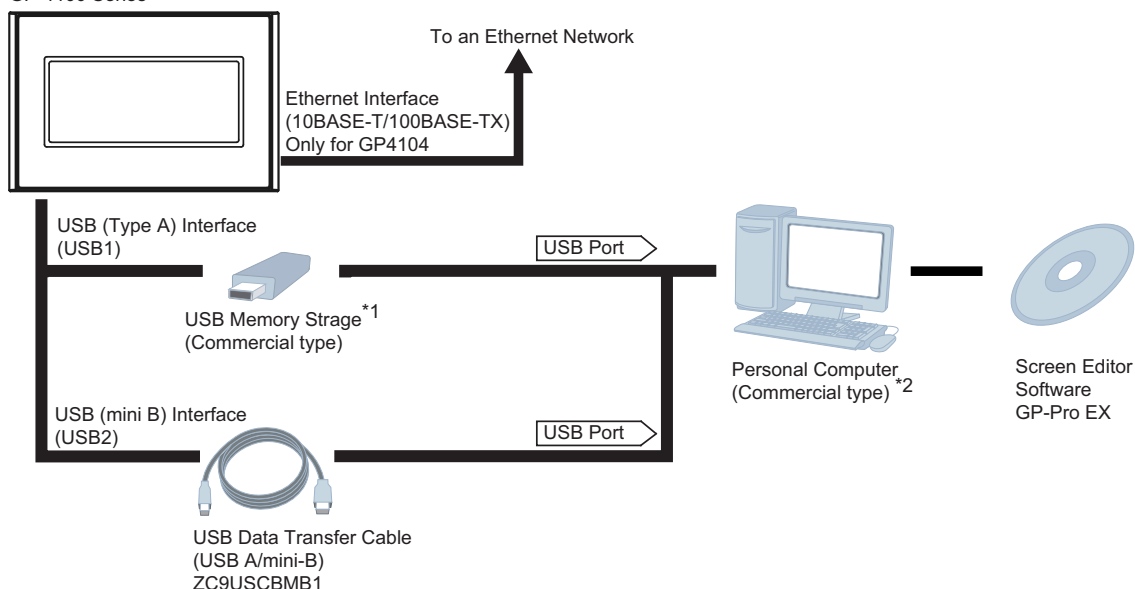 To an Ethernet Network
Ethernet Interface
(10BASE-T/100BASE-TX)
Only for GP4104
USB (Type A) Interface
(USB1)
USB Port
USB Memory Strage*1
(Commercial type)
Personal Computer
(Commercial type) *2
Screen Editor
Software
GP-Pro EX
USB (mini B) Interface
(USB2)
USB Port
USB Data Transfer Cable
(USB A/mini-B)
ZC9USCBMB1